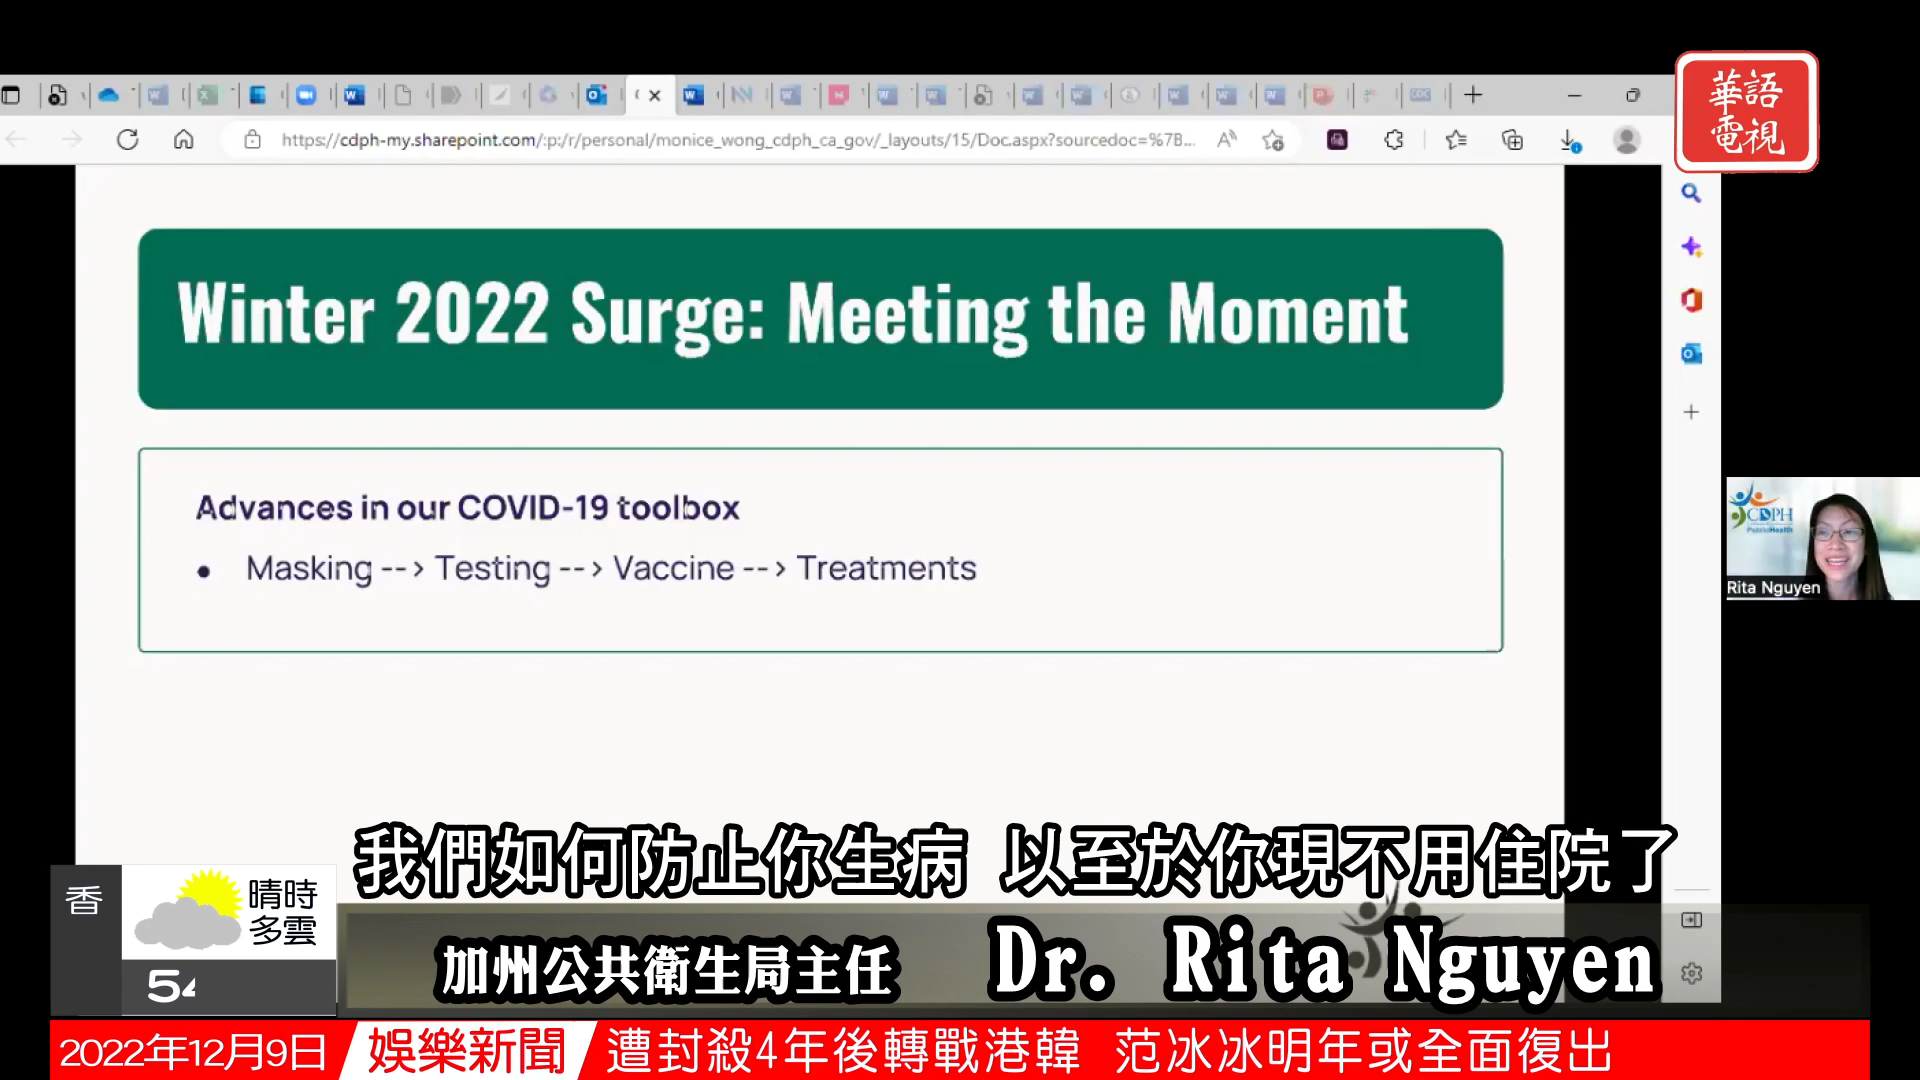 華語
電視
https://cdph-my.sharepoint.com/:p:/r/personal/monice_wong_cdph_ca_gov/_layouts/15/Doc.aspx?sourcedoc=%7B...
Winter 2022 Surge: Meeting the Moment
Advances in our COVID-19 toolbox
• Masking --> Testing --> Vaccine --> Treatments
CDPH
PublicHealth
Rita Nguyen
我們如何防止你生病 以至於你現不用住院了
香
晴時
多雲
加州公共衛生局主任 Dr. Rita Nguyen
2022年12月9日 娛樂新聞 遭封殺4年後轉戰港韓 范冰冰明年或全面復出